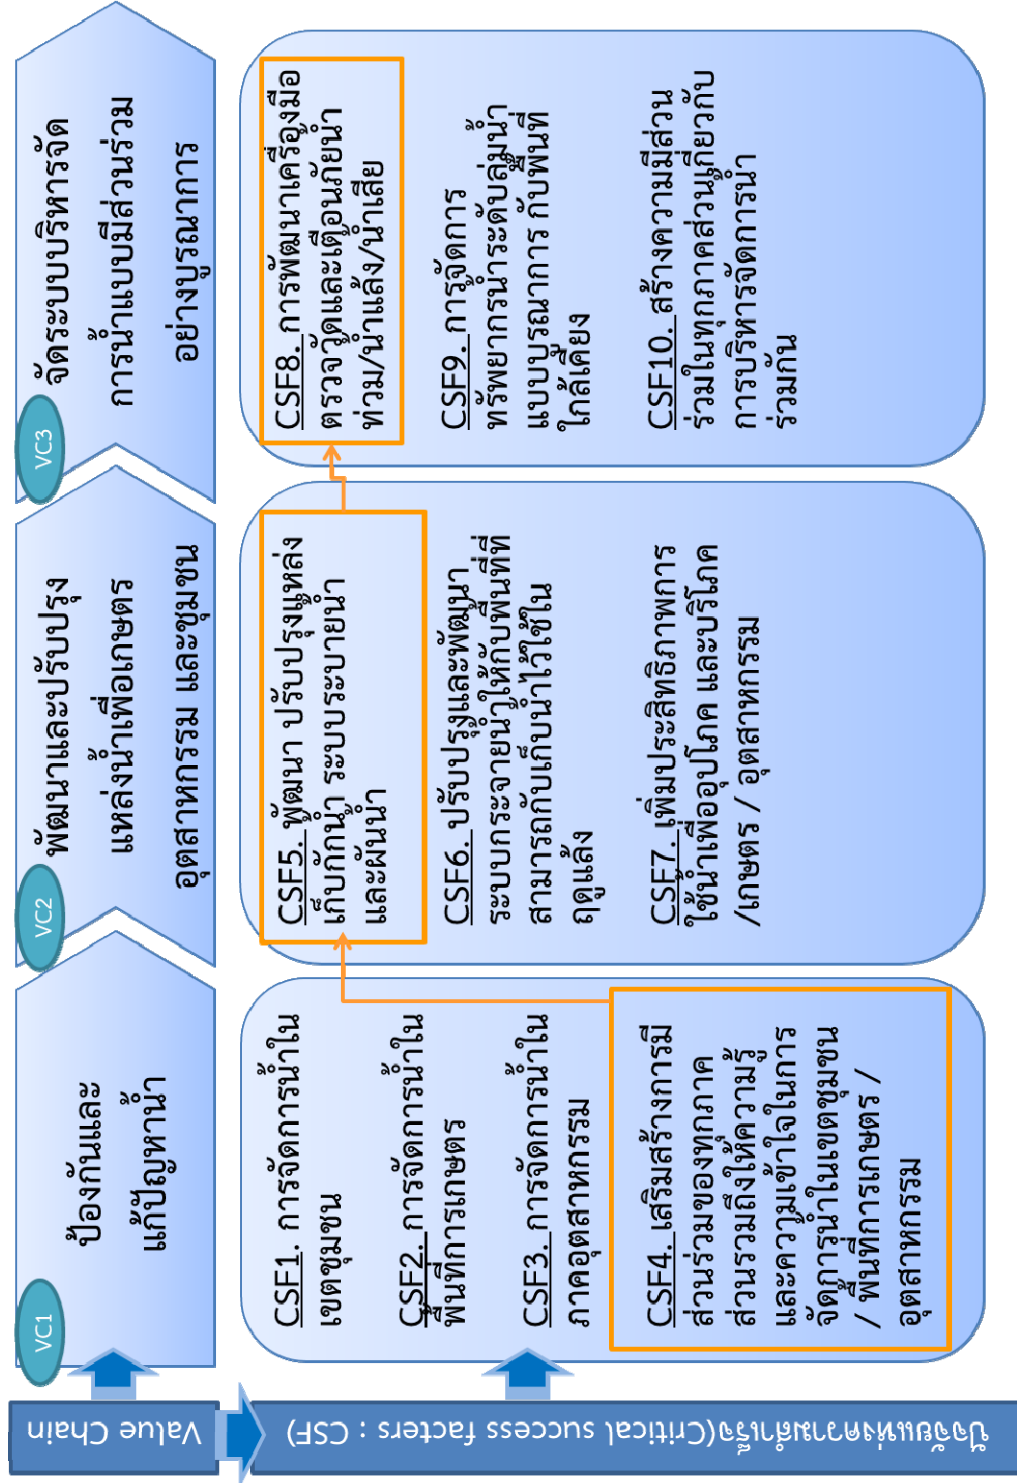 Value Chain
ปัจจัยแห่งความสำเร็จ(Critical success facters : CSF)
VC1
ป้องกันและ
แก้ปัญหาน้ำ
VC2
พัฒนาและปรับปรุง
แหล่งน้ำเพื่อเกษตร
อุตสาหกรรม และชุมชน
VC3
จัดระบบบริหารจัด
การน้ำแบบมีส่วนร่วม
อย่างบูรณาการ
CSF1. การจัดการน้ำใน
เขตชุมชน
CSF2. การจัดการน้ำใน
พื้นที่การเกษตร
CSF3. การจัดการน้ำใน
ภาคอุตสาหกรรม
CSF4. เสริมสร้างการมี
ส่วนร่วมของทุกภาค
ส่วนรวมถึงให้ความรู้
และความเข้าใจในการ
จัดการน้ำในเขตชุมชน
/ พื้นที่การเกษตร /
อุตสาหกรรม
CSF5. พัฒนา ปรับปรุงแหล่ง
เก็บกักน้ำ ระบบระบายน้ำ
และผันน้ำ
CSF6. ปรับปรุงและพัฒนา
ระบบกระจายน้ำให้กับพื้นที่ที่
สามารถกับเก็บน้ำไว้ใช้ใน
ฤดูแล้ง
CSF7. เพิ่มประสิทธิภาพการ
ใช้น้ำเพื่ออุปโภค และบริโภค
/เกษตร / อุตสาหกรรม
CSF8. การพัฒนาเครื่องมือ
ตรวจวัดและเตือนภัยน้ำ
ท่วม/น้ำแล้ง/น้ำเสีย
CSF9. การจัดการ
ทรัพยากรน้ำระดับลุ่มน้ำ
แบบบูรณาการ กับพื้นที่
ใกล้เคียง
CSF10. สร้างความมีส่วน
ร่วมในทุกภาคส่วนเกี่ยวกับ
การบริหารจัดการน้ำ
ร่วมกัน